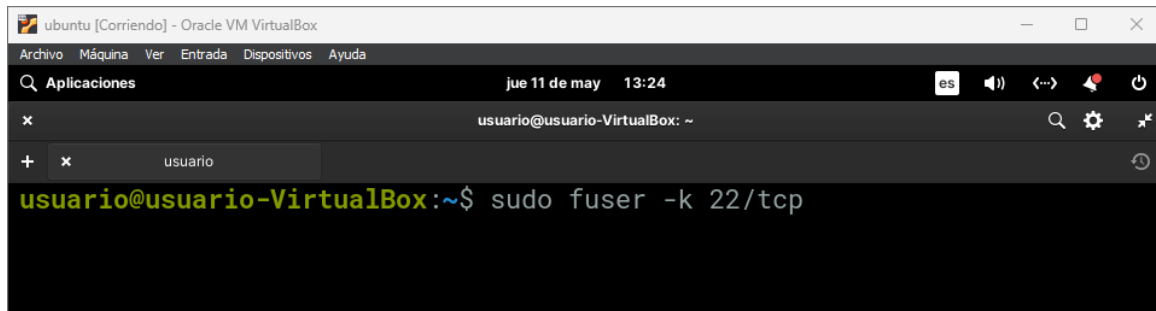 ubuntu [Corriendo] - Oracle VM VirtualBox
Archivo Máquina Ver Entrada Dispositivos Ayuda
Aplicaciones jue 11 de may 13:24 es
usuario@usuario-VirtualBox: ~
usuario
usuario@usuario-VirtualBox:~$ sudo fuser -k 22/tcp